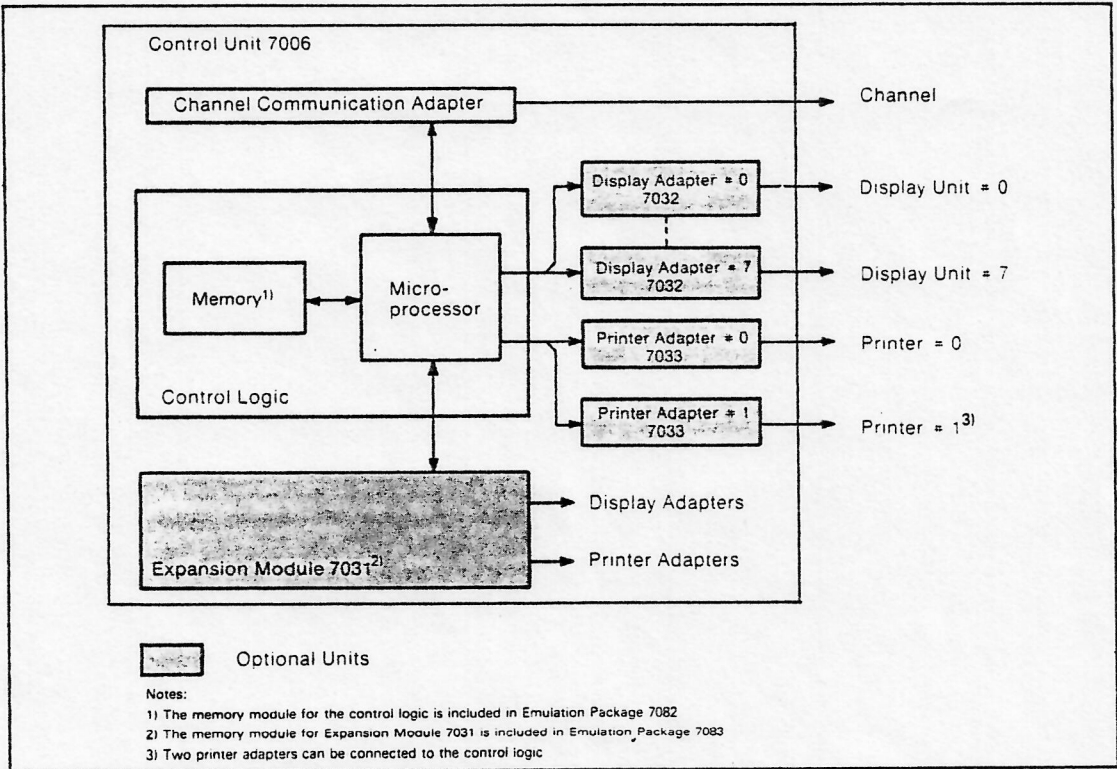 Control Unit 7006
Channel Communication Adapter
Channel
Display Adapter # 0
7032
Display Unit = 0
Display Adapter # 7
7032
Display Unit = 7
Memory1)
Micro-
processor
Printer Adapter # 0
7033
Printer = 0
Control Logic
Printer Adapter # 1
7033
Printer # 13)
Display Adapters
Expansion Module 70312)
Printer Adapters
Optional Units
Notes:
1) The memory module for the control logic is included in Emulation Package 7082
2) The memory module for Expansion Module 7031 is included in Emulation Package 7083
3) Two printer adapters can be connected to the control logic